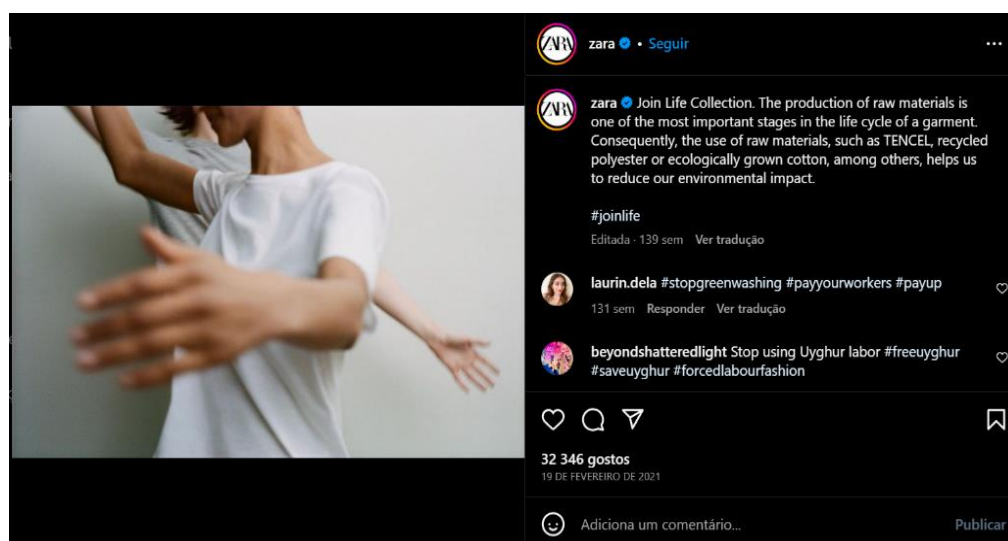 ZARA
zara • Seguir
ZARA
zara Join Life Collection. The production of raw materials is
one of the most important stages in the life cycle of a garment.
Consequently, the use of raw materials, such as TENCEL, recycled
polyester or ecologically grown cotton, among others, helps us
to reduce our environmental impact.
#joinlife
Editada · 139 sem Ver tradução
laurin.dela #stopgreenwashing #payyourworkers #payup
131 sem Responder Ver tradução
beyondshatteredlight Stop using Uyghur labor #freeuyghur
#saveuyghur #forcedlabourfashion
32 346 gostos
19 DE FEVEREIRO DE 2021
Adiciona um comentário... Publicar